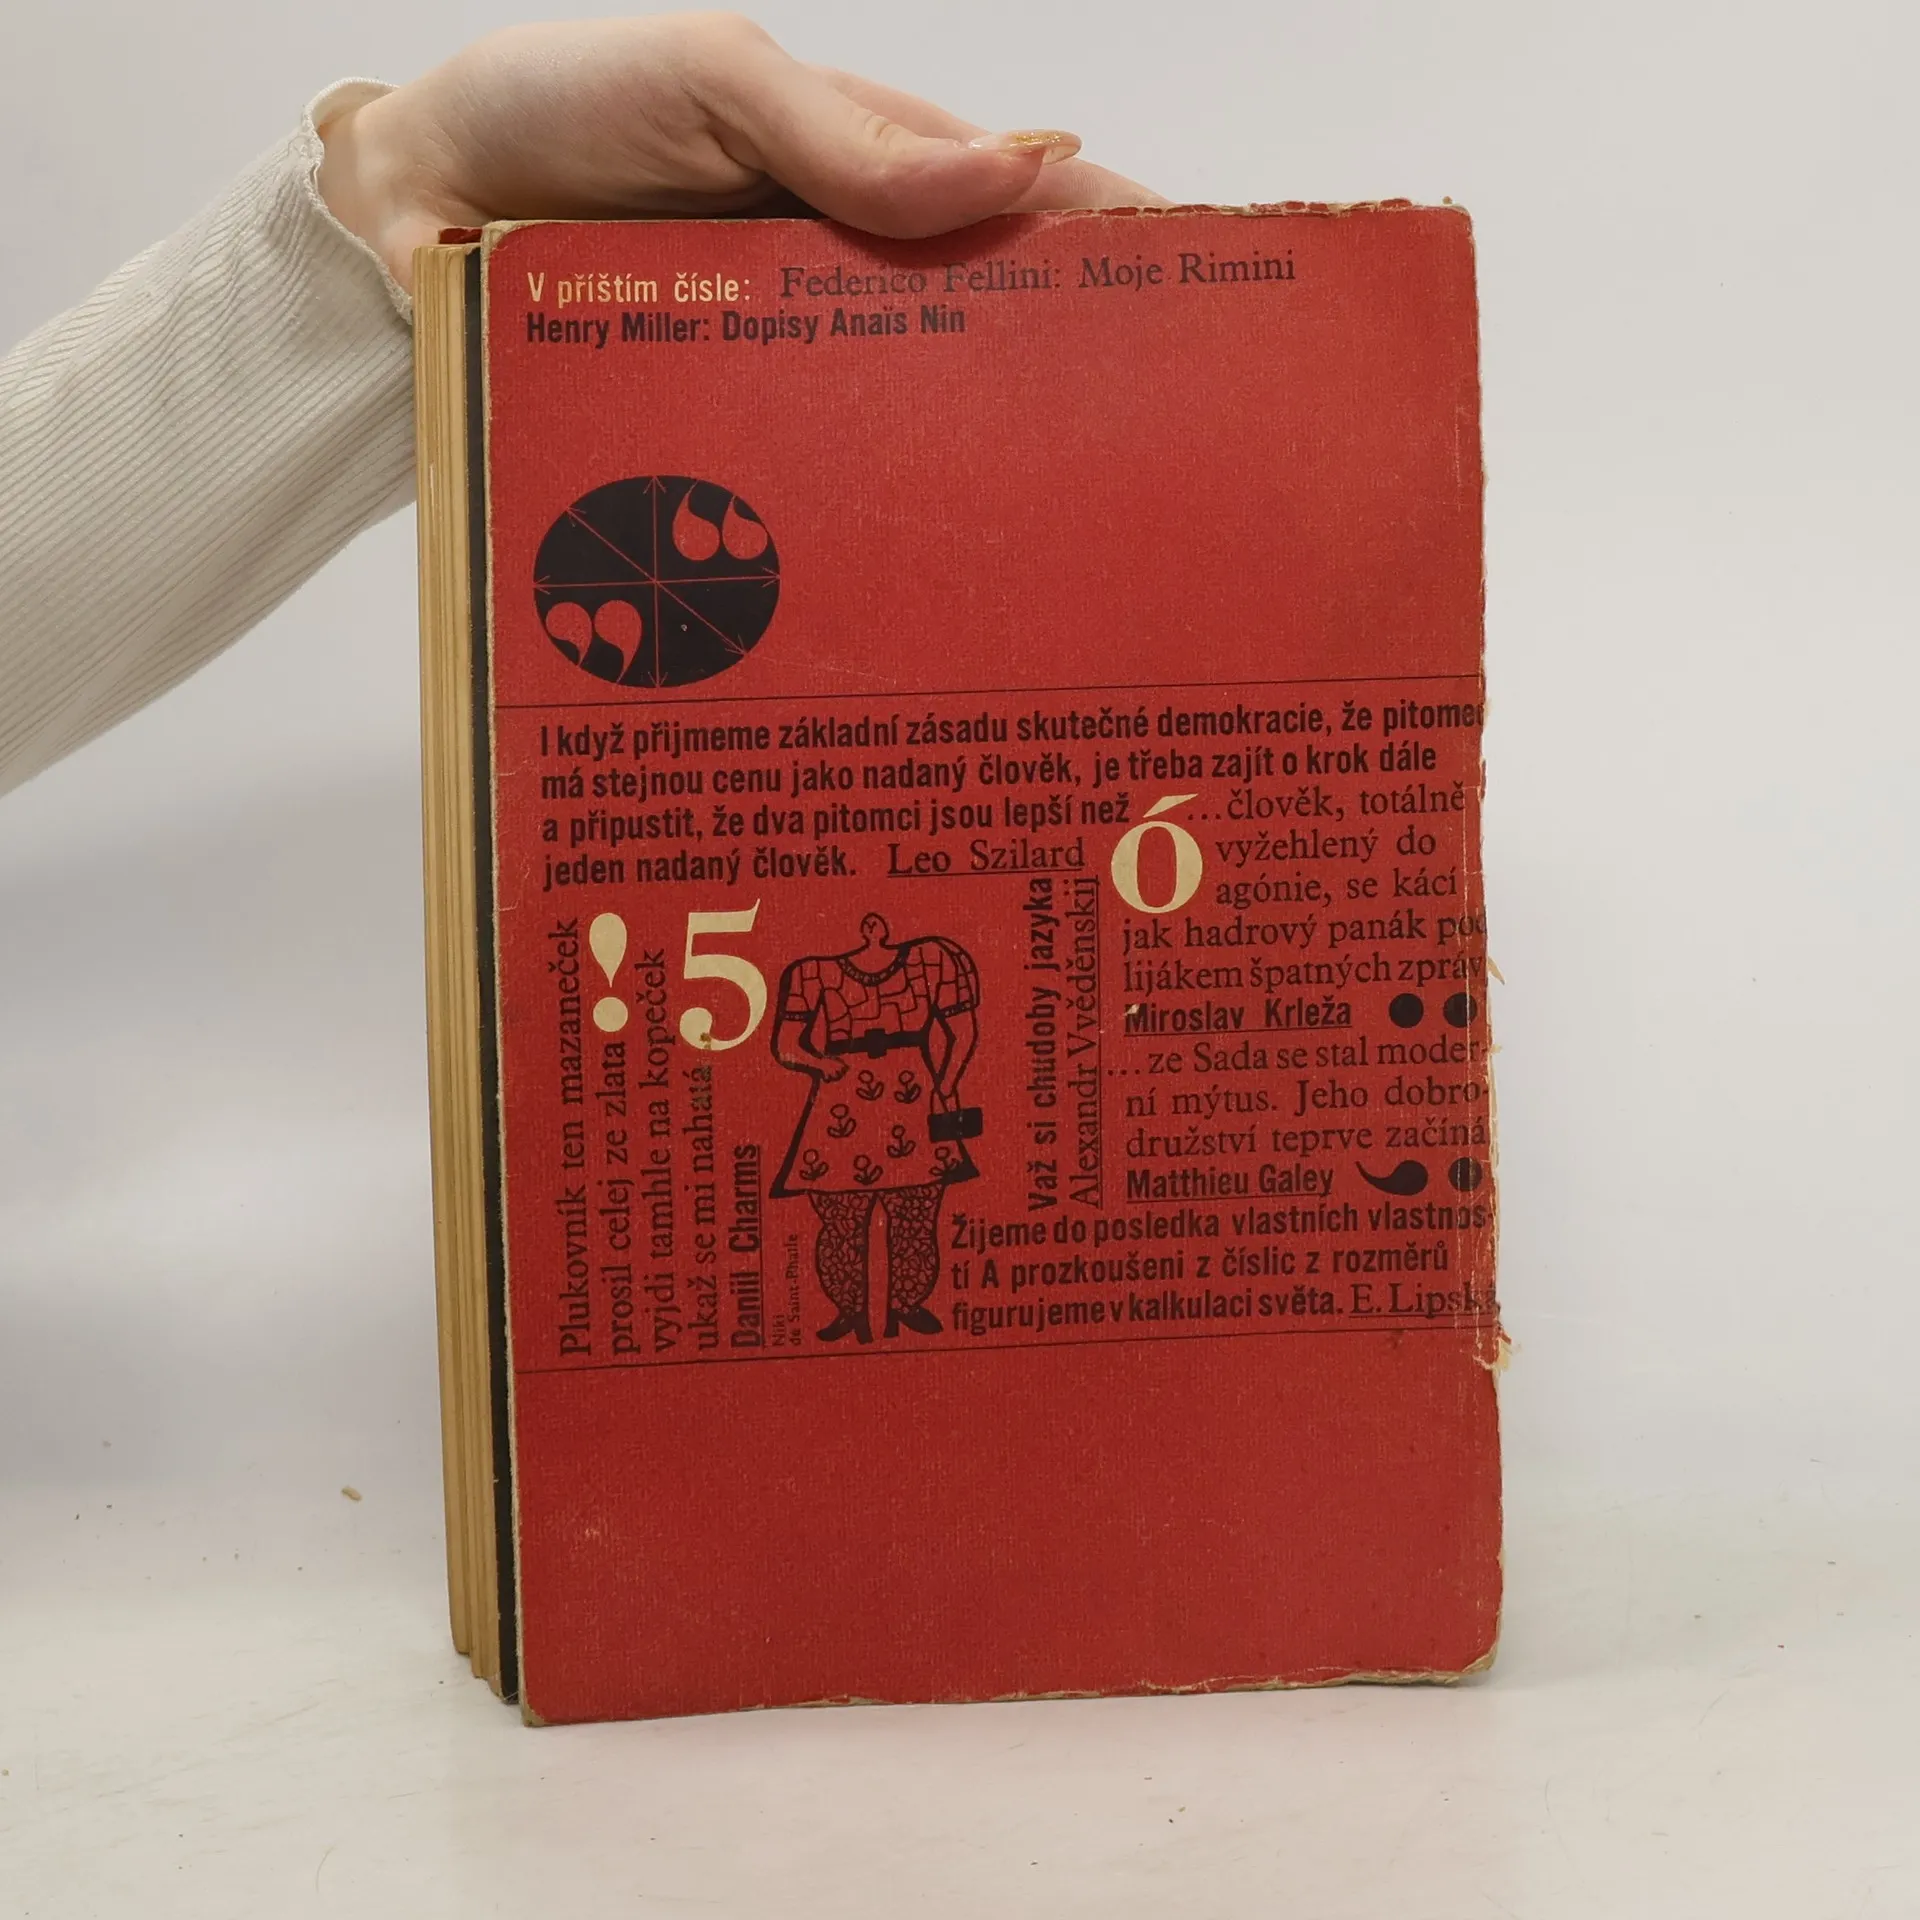 V příštím čísle: Federico Fellini: Moje Rimini
Henry Miller: Dopisy Anaïs Nin
I když přijmeme základní zásadu skutečné demokracie, že pitomec
má stejnou cenu jako nadaný člověk, je třeba zajít o krok dále
a připustit, že dva pitomci jsou lepší než
jeden nadaný člověk. Leo Szilard
Ó
...člověk, totálně
vyžehlený do
agónie, se kácí
jak hadrový panák pod
lijákem špatných zpráv
Miroslav Krleža
...ze Sada se stal moder-
ní mýtus. Jeho dobro-
družství teprve začíná
Matthieu Galey
Plukovník ten mazaneček
prosil celej ze zlata
vyjdi tamhle na kopeček
ukaž se mi nahatá
Daniil Charms
!5
Niki
de Saint-Phalle
Važ si chudoby jazyka
Alexandr Vvěděnskij
Žijeme do posledka vlastních vlastnos-
tí A prozkoušeni z číslic z rozměrů
figurujeme v kalkulaci světa. E. Lipska